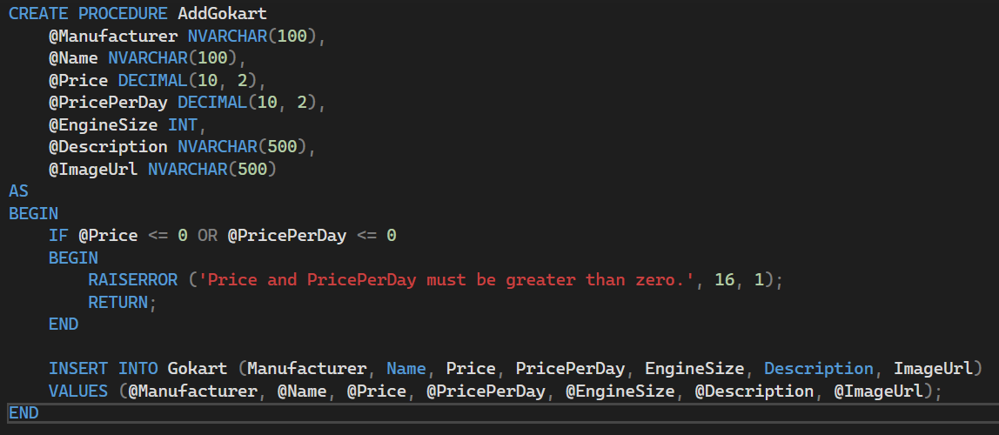 CREATE PROCEDURE AddGokart
    @Manufacturer NVARCHAR(100),
    @Name NVARCHAR(100),
    @Price DECIMAL(10, 2),
    @PricePerDay DECIMAL(10, 2),
    @EngineSize INT,
    @Description NVARCHAR(500),
    @ImageUrl NVARCHAR(500)
AS
BEGIN
    IF @Price <= 0 OR @PricePerDay <= 0
    BEGIN
        RAISERROR ('Price and PricePerDay must be greater than zero.', 16, 1);
        RETURN;
    END

    INSERT INTO Gokart (Manufacturer, Name, Price, PricePerDay, EngineSize, Description, ImageUrl)
    VALUES (@Manufacturer, @Name, @Price, @PricePerDay, @EngineSize, @Description, @ImageUrl);
END